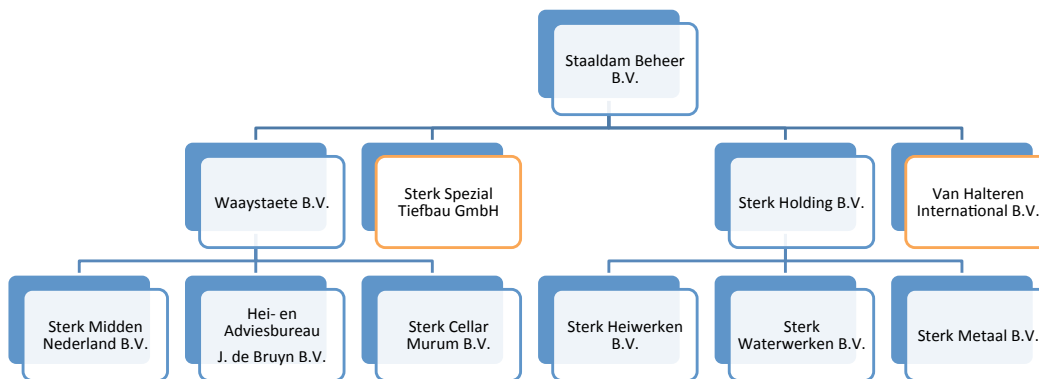 Staaldam Beheer
B.V.
Waaystaete B.V.
Sterk Spezial
Tiefbau GmbH
Sterk Holding B.V.
Van Halteren
International B.V.
Sterk Midden
Nederland B.V.
Hei- en
Adviesbureau
J. de Bruyn B.V.
Sterk Cellar
Murum B.V.
Sterk Heiwerken
B.V.
Sterk
Waterwerken B.V.
Sterk Metaal B.V.